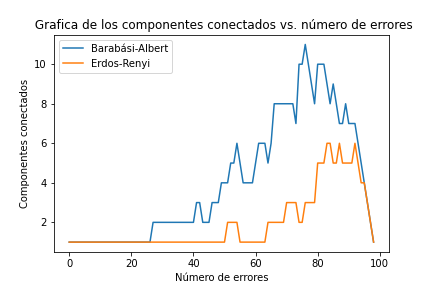 Grafica de los componentes conectados vs. número de errores
Barabási-Albert
Erdos-Renyi
Componentes conectados
10
8
6
4
2
0
20
40
60
80
100
Número de errores